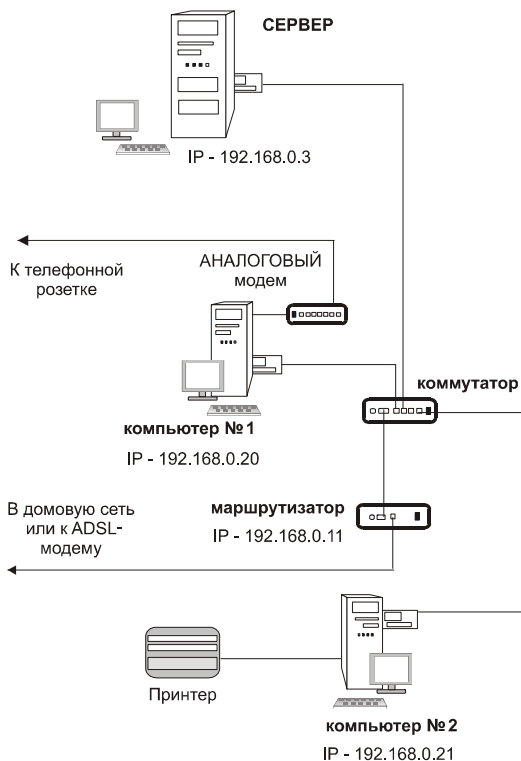 СЕРВЕР
IP - 192.168.0.3
К телефонной
розетке
АНАЛОГОВЫЙ
модем
коммутатор
компьютер №1
IP - 192.168.0.20
В домовую сеть
или к ADSL-
модему
маршрутизатор
IP - 192.168.0.11
Принтер
компьютер №2
IP - 192.168.0.21